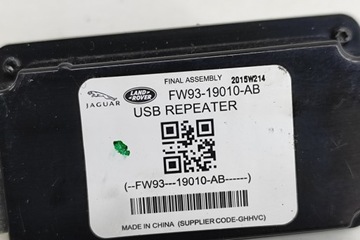 FINAL ASSEMBLY 2015W214
JAGUAR LAND ROVER FW93-19010-AB
USB REPEATER
(--FW93---19010-AB------)
MADE IN CHINA (SUPPLIER CODE-GHHVC)